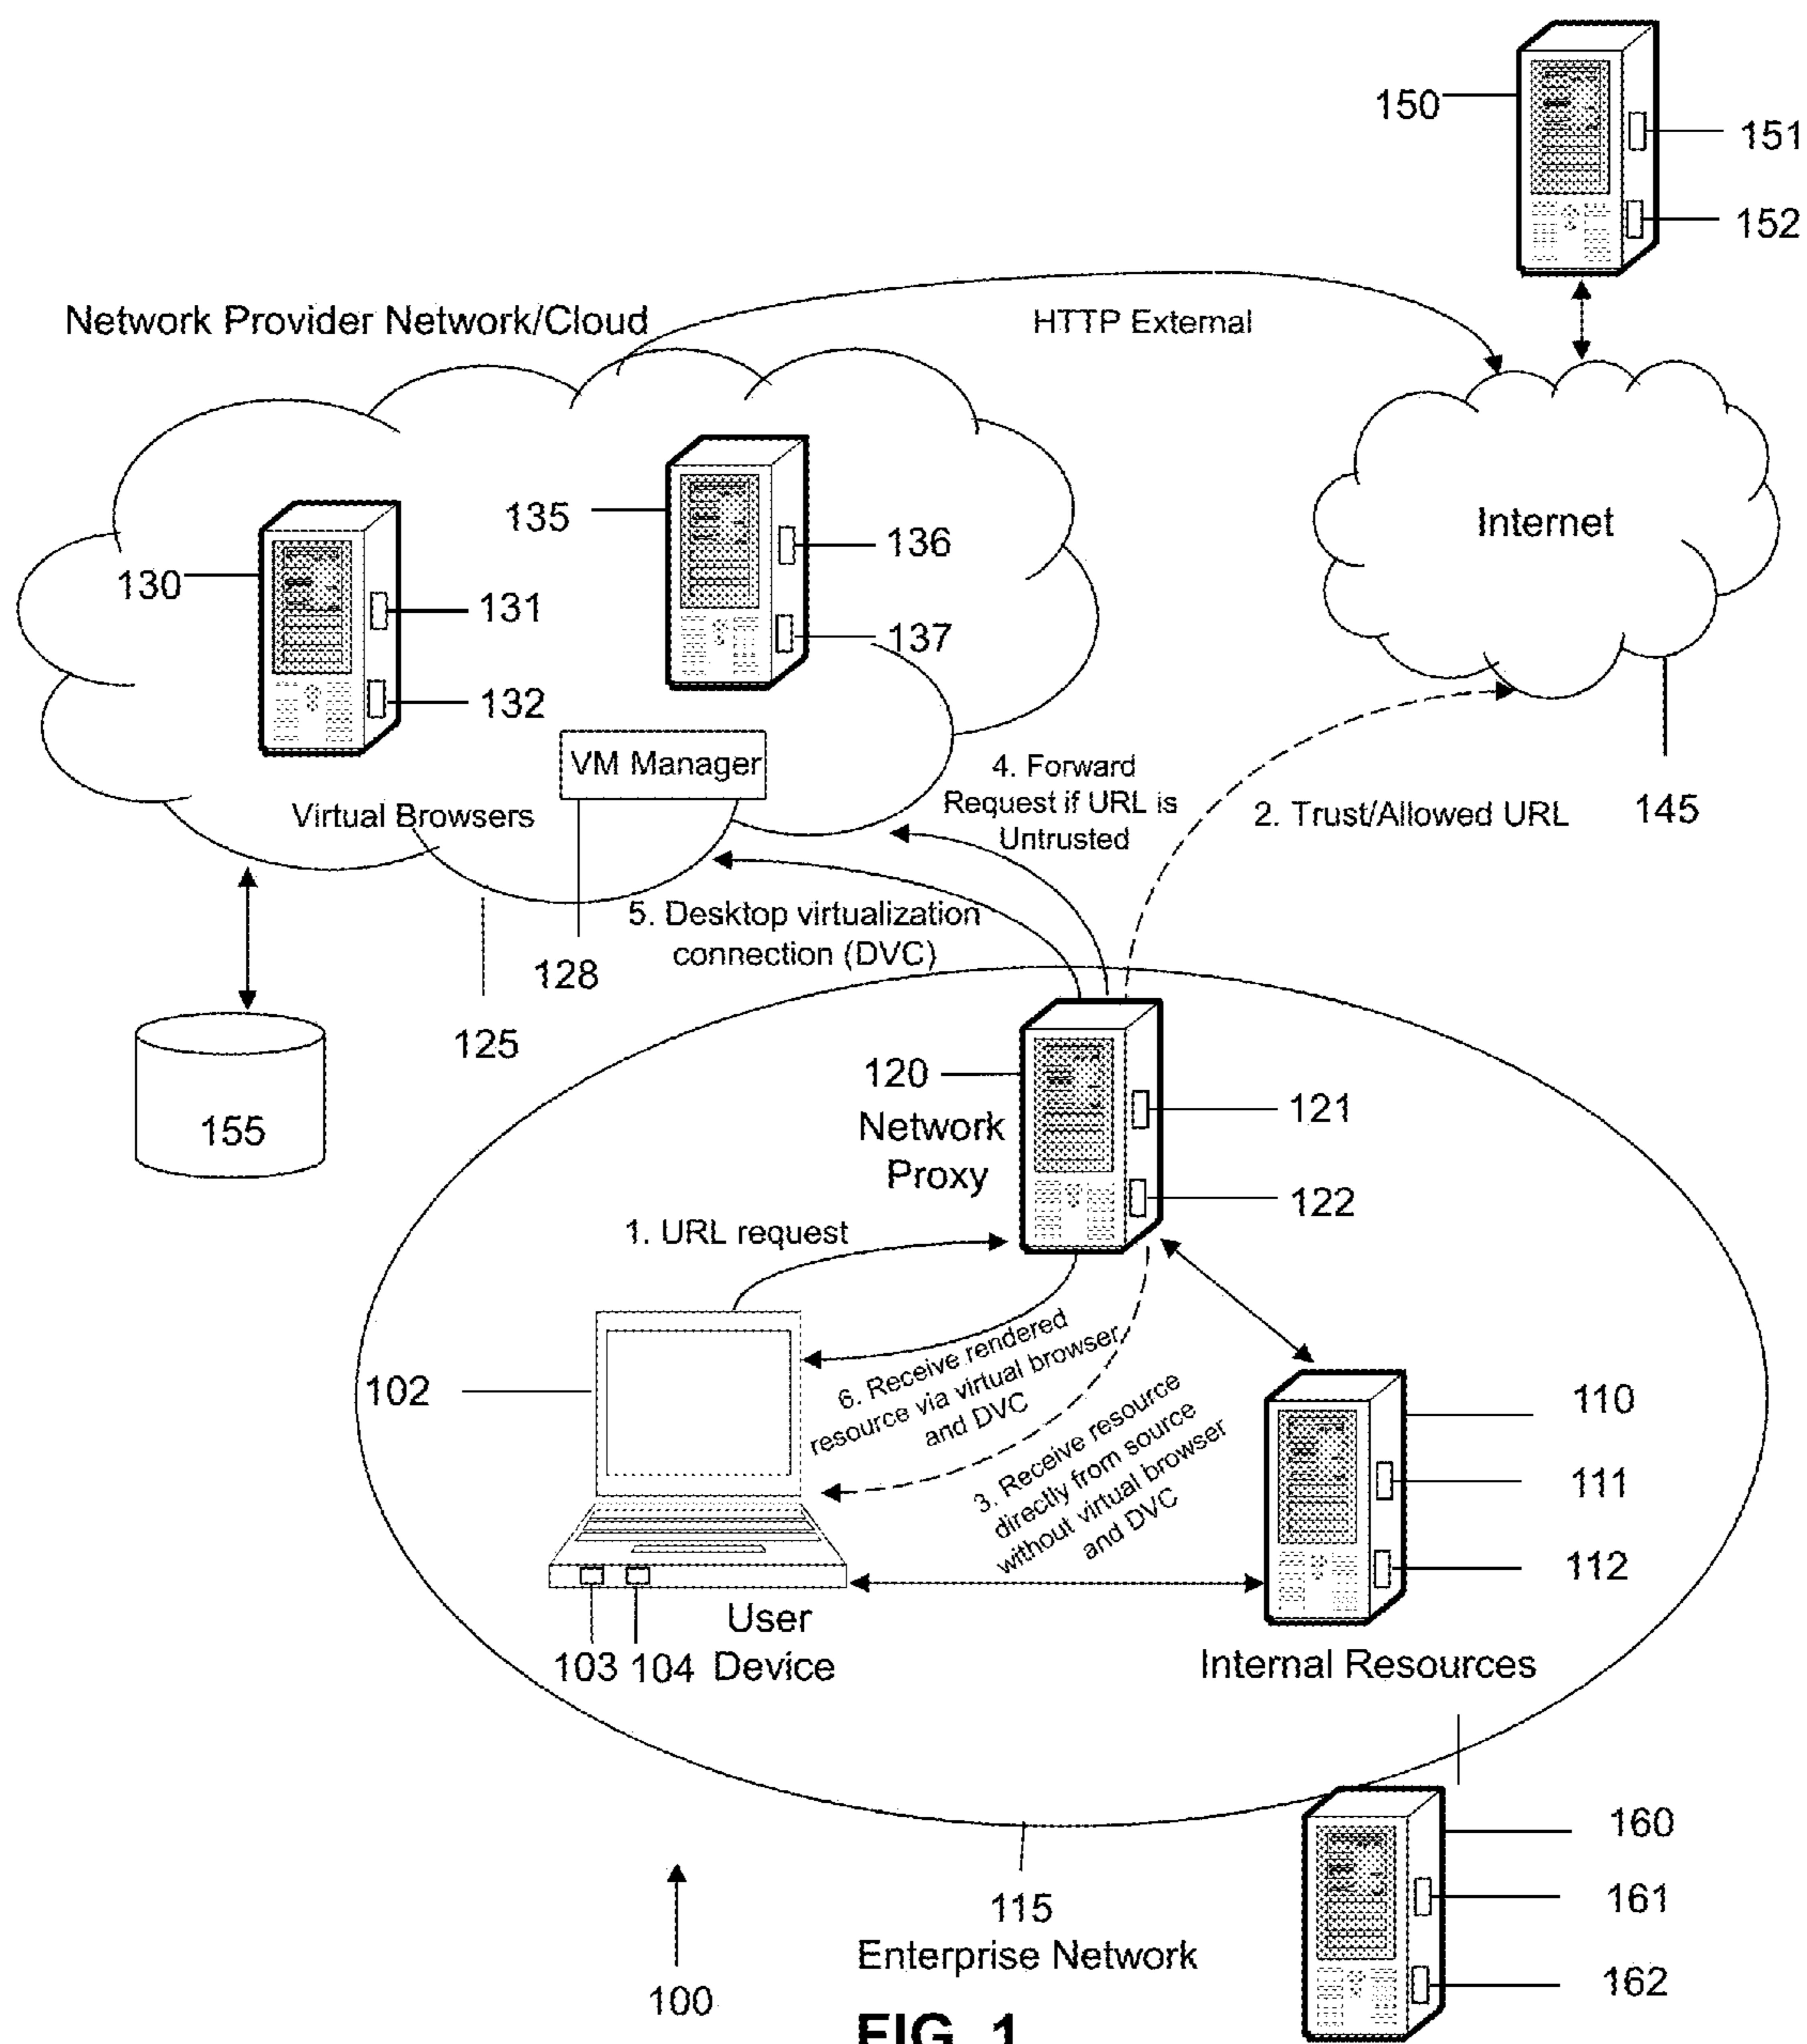 150
151
152
Network Provider Network/Cloud
HTTP External
135
136
137
130
131
132
Internet
VM Manager
Virtual Browsers
4. Forward
Request if URL is
Untrusted
2. Trust/Allowed URL
145
5. Desktop virtualization
connection (DVC)
128
125
155
120
Network
Proxy
121
122
1. URL request
6. Receive rendered
resource via virtual browser
and DVC
3. Receive resource
directly from source
without virtual browser
and DVC
102
110
111
112
User
Device
103
104
Internal Resources
160
161
162
115
Enterprise Network
100
FIG. 1